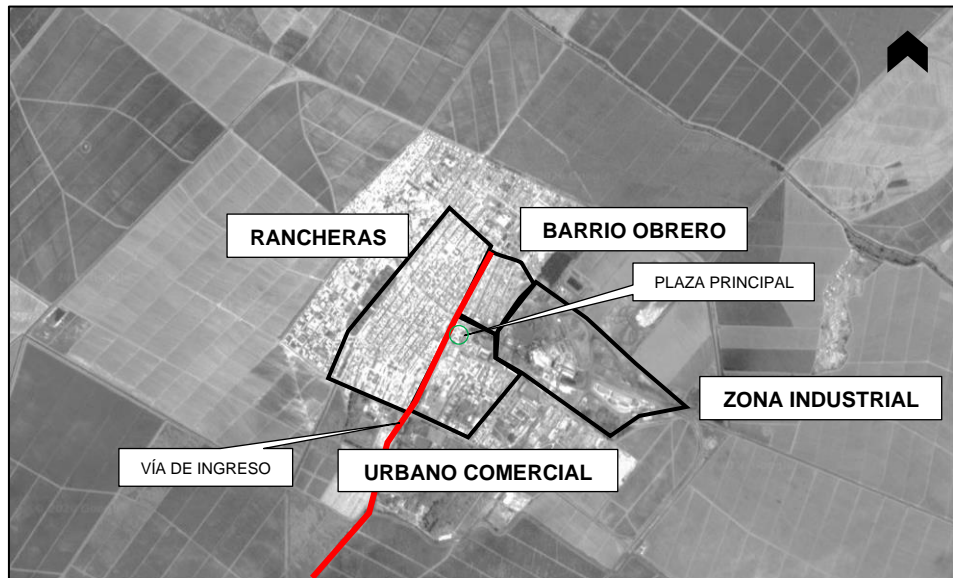 RANCHERAS
BARRIO OBRERO
PLAZA PRINCIPAL
ZONA INDUSTRIAL
VÍA DE INGRESO
URBANO COMERCIAL